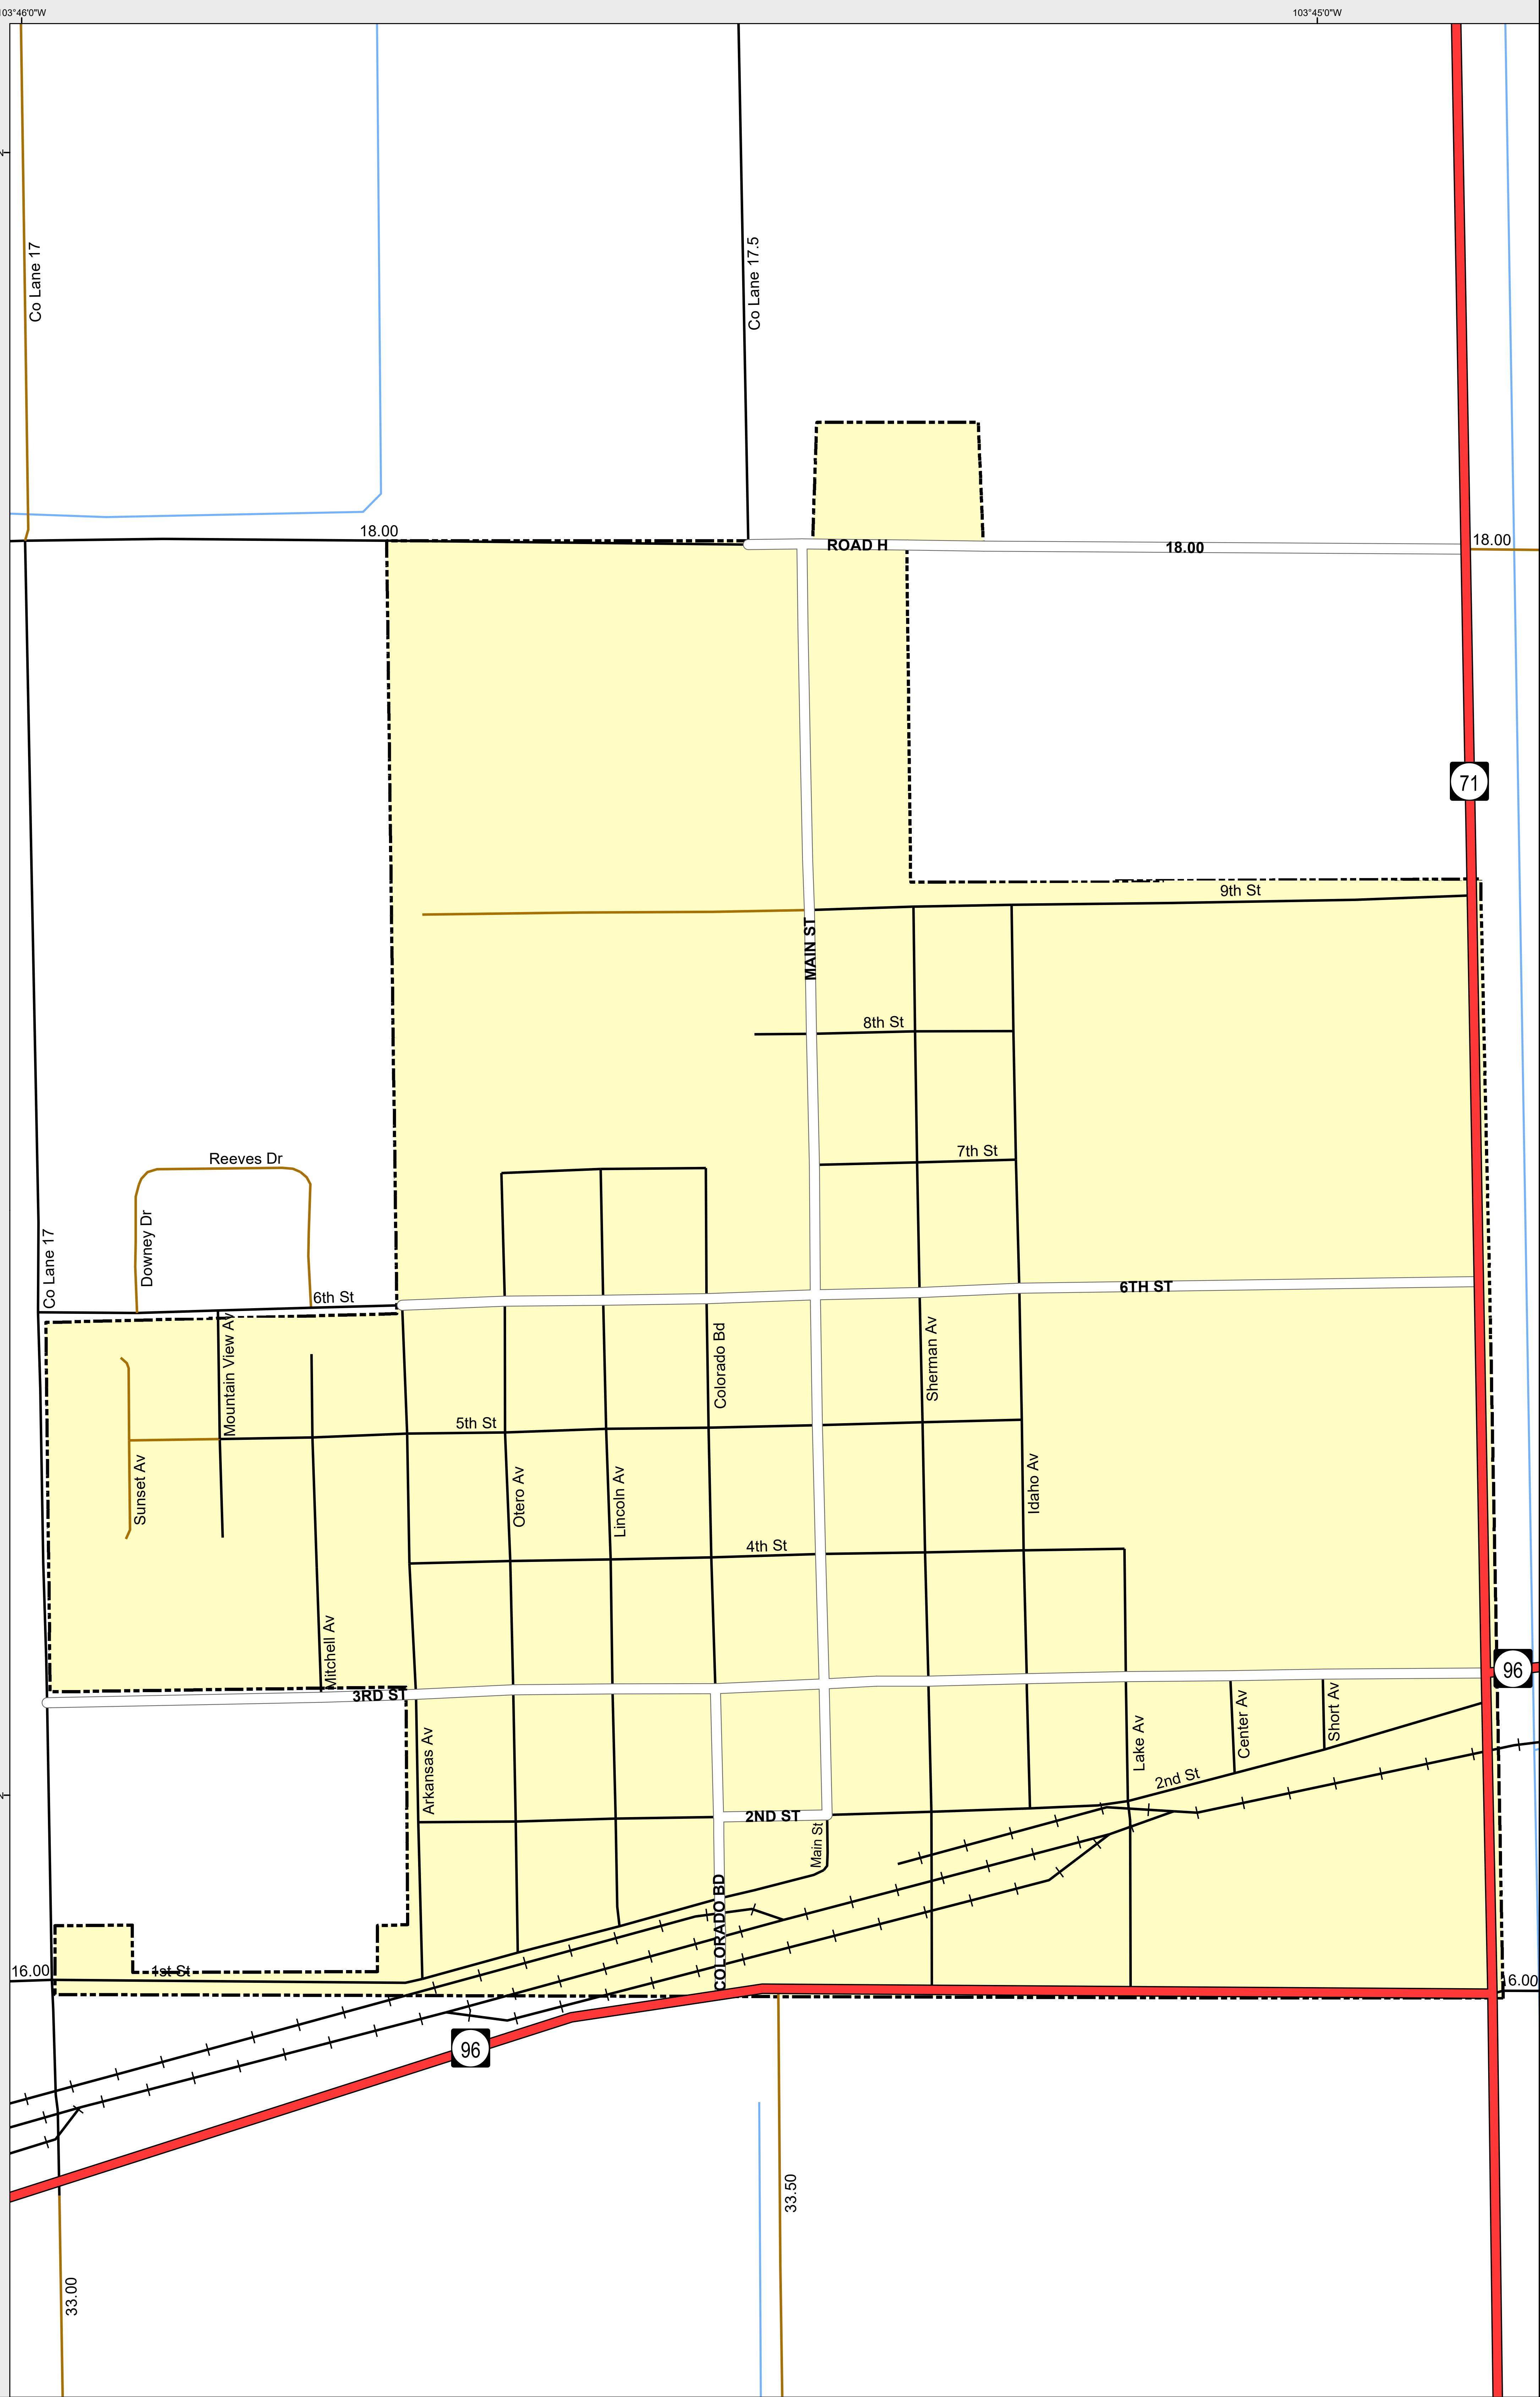 103°46'0"W
103°45'0"W
Co Lane 17
Co Lane 17.5
18.00
ROAD H
18.00
18.00
71
9th St
MAIN ST
8th St
7th St
Reeves Dr
Downey Dr
Co Lane 17
6th St
6TH ST
Mountain View Av
Colorado Bd
Sherman Av
5th St
Sunset Av
Otero Av
Lincoln Av
Idaho Av
4th St
Mitchell Av
96
3RD ST
Arkansas Av
Lake Av
Center Av
Short Av
2nd St
2ND ST
Main St
COLORADO BD
16.00
1st St
16.00
96
33.50
33.00